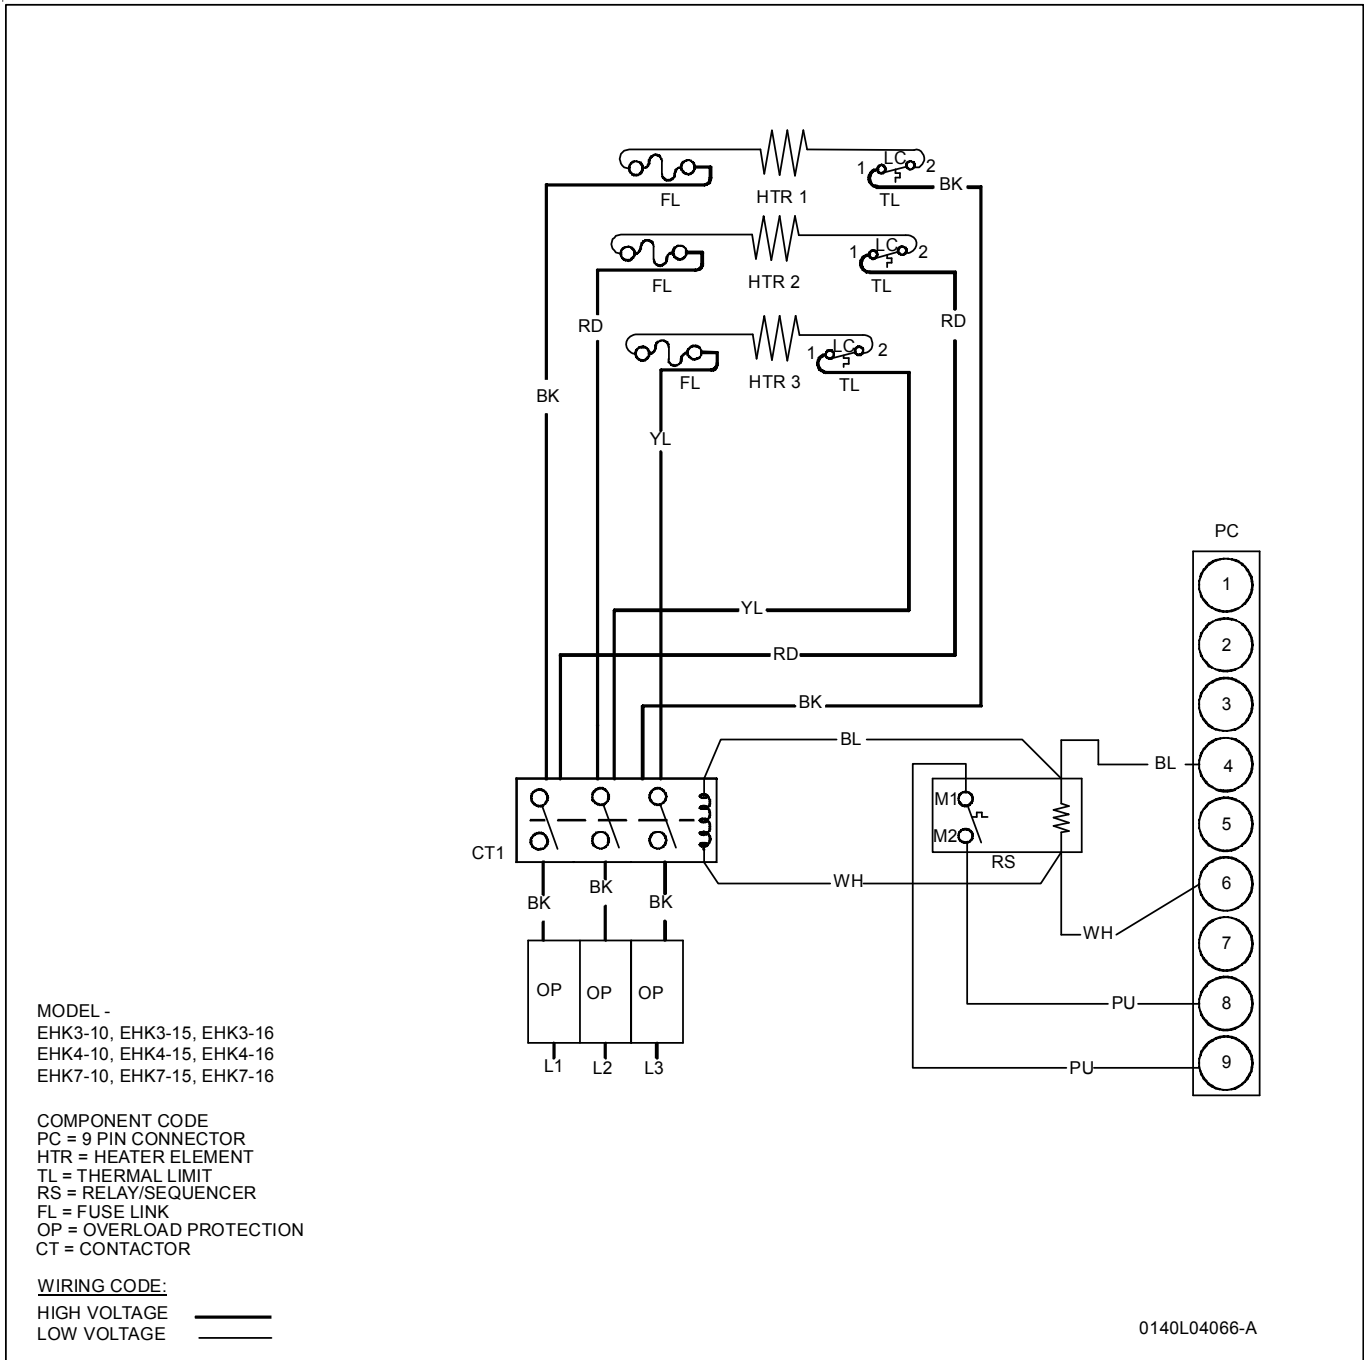 1 LC 2
BK
FL HTR 1 TL
1 LC 2
FL HTR 2 TL
RD RD
1 LC 2
FL HTR 3 TL
BK
YL
PC
1
2
3
4
5
6
7
8
9
YL
RD
BK
BL
BL
M1
M2
RS
CT1
WH
WH
BK BK BK
OP OP OP
PU
PU
L1 L2 L3
MODEL -
EHK3-10, EHK3-15, EHK3-16
EHK4-10, EHK4-15, EHK4-16
EHK7-10, EHK7-15, EHK7-16
COMPONENT CODE
PC = 9 PIN CONNECTOR
HTR = HEATER ELEMENT
TL = THERMAL LIMIT
RS = RELAY/SEQUENCER
FL = FUSE LINK
OP = OVERLOAD PROTECTION
CT = CONTACTOR
WIRING CODE:
HIGH VOLTAGE
LOW VOLTAGE
0140L04066-A